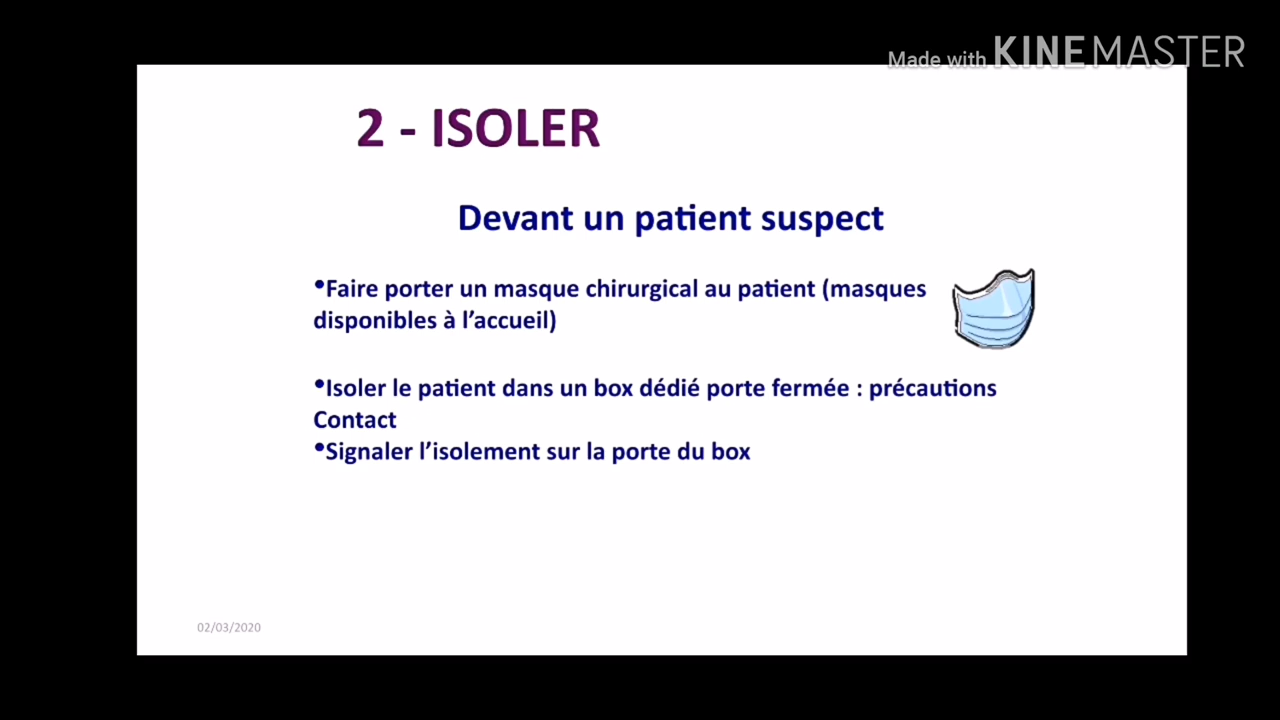 Made with KINEMASTER
2 - ISOLER
Devant un patient suspect
•Faire porter un masque chirurgical au patient (masques
disponibles à l’accueil)
•Isoler le patient dans un box dédié porte fermée : précautions
Contact
•Signaler l’isolement sur la porte du box
02/03/2020